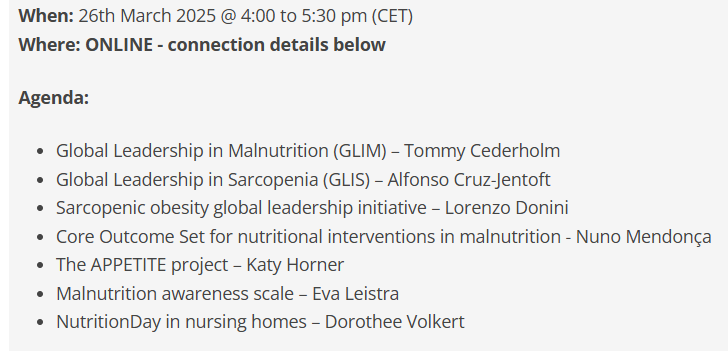 When: 26th March 2025 @ 4:00 to 5:30 pm (CET)
Where: ONLINE - connection details below
Agenda:
• Global Leadership in Malnutrition (GLIM) – Tommy Cederholm
• Global Leadership in Sarcopenia (GLIS) – Alfonso Cruz-Jentoft
• Sarcopenic obesity global leadership initiative – Lorenzo Donini
• Core Outcome Set for nutritional interventions in malnutrition - Nuno Mendonça
• The APPETITE project – Katy Horner
• Malnutrition awareness scale – Eva Leistra
• NutritionDay in nursing homes – Dorothee Volkert